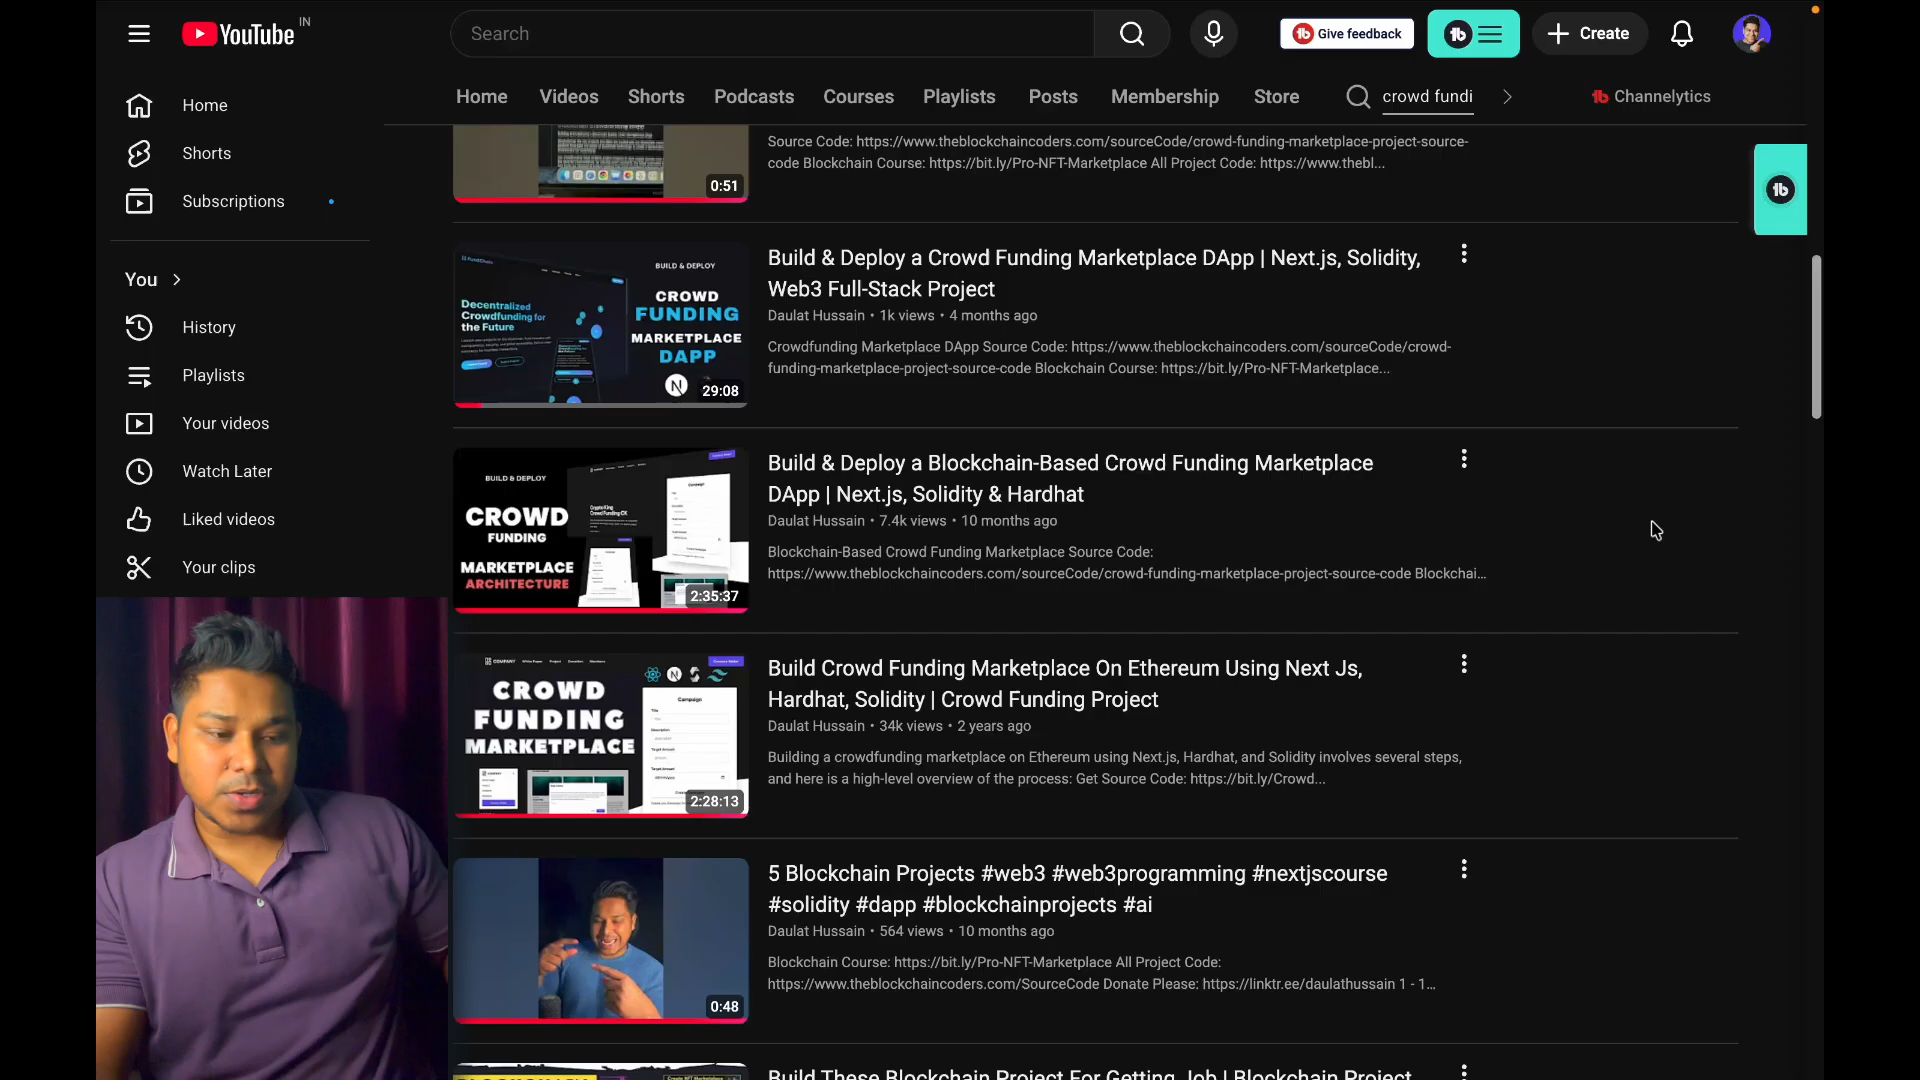 YouTube IN
Search
Give feedback
Create
Home
Videos
Shorts
Podcasts
Courses
Playlists
Posts
Membership
Store
crowd fundi
Channelytics
Home
Shorts
Subscriptions
You
History
Playlists
Your videos
Watch Later
Liked videos
Your clips
Source Code: https://www.theblockchaincoders.com/sourceCode/crowd-funding-marketplace-project-source-
code Blockchain Course: https://bit.ly/Pro-NFT-Marketplace All Project Code: https://www.thebl...
0:51
BUILD & DEPLOY
CROWD
FUNDING
MARKETPLACE
DAPP
Decentralized
Crowdfunding for
the Future
N
29:08
Build & Deploy a Crowd Funding Marketplace DApp | Next.js, Solidity,
Web3 Full-Stack Project
Daulat Hussain • 1k views • 4 months ago
Crowdfunding Marketplace DApp Source Code: https://www.theblockchaincoders.com/sourceCode/crowd-
funding-marketplace-project-source-code Blockchain Course: https://bit.ly/Pro-NFT-Marketplace...
BUILD & DEPLOY
CROWD
FUNDING
MARKETPLACE
ARCHITECTURE
2:35:37
Build & Deploy a Blockchain-Based Crowd Funding Marketplace
DApp | Next.js, Solidity & Hardhat
Daulat Hussain • 7.4k views • 10 months ago
Blockchain-Based Crowd Funding Marketplace Source Code:
https://www.theblockchaincoders.com/sourceCode/crowd-funding-marketplace-project-source-code Blockchai...
CROWD
FUNDING
MARKETPLACE
Campaign
2:28:13
Build Crowd Funding Marketplace On Ethereum Using Next Js,
Hardhat, Solidity | Crowd Funding Project
Daulat Hussain • 34k views • 2 years ago
Building a crowdfunding marketplace on Ethereum using Next.js, Hardhat, and Solidity involves several steps,
and here is a high-level overview of the process: Get Source Code: https://bit.ly/Crowd...
0:48
5 Blockchain Projects #web3 #web3programming #nextjscourse
#solidity #dapp #blockchainprojects #ai
Daulat Hussain • 564 views • 10 months ago
Blockchain Course: https://bit.ly/Pro-NFT-Marketplace All Project Code:
https://www.theblockchaincoders.com/SourceCode Donate Please: https://linktr.ee/daulathussain 1 - 1...
Build These Blockchain Project For Getting Job | Blockchain Project